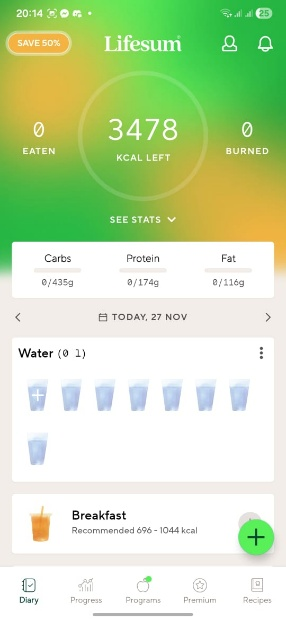 20:14
25
SAVE 50%
Lifesum
0
EATEN
3478
KCAL LEFT
0
BURNED
SEE STATS
Carbs
Protein
Fat
0/435g
0/174g
0/116g
TODAY, 27 NOV
Water (0 l)
Breakfast
Recommended 696 - 1044 kcal
Diary
Progress
Programs
Premium
Recipes